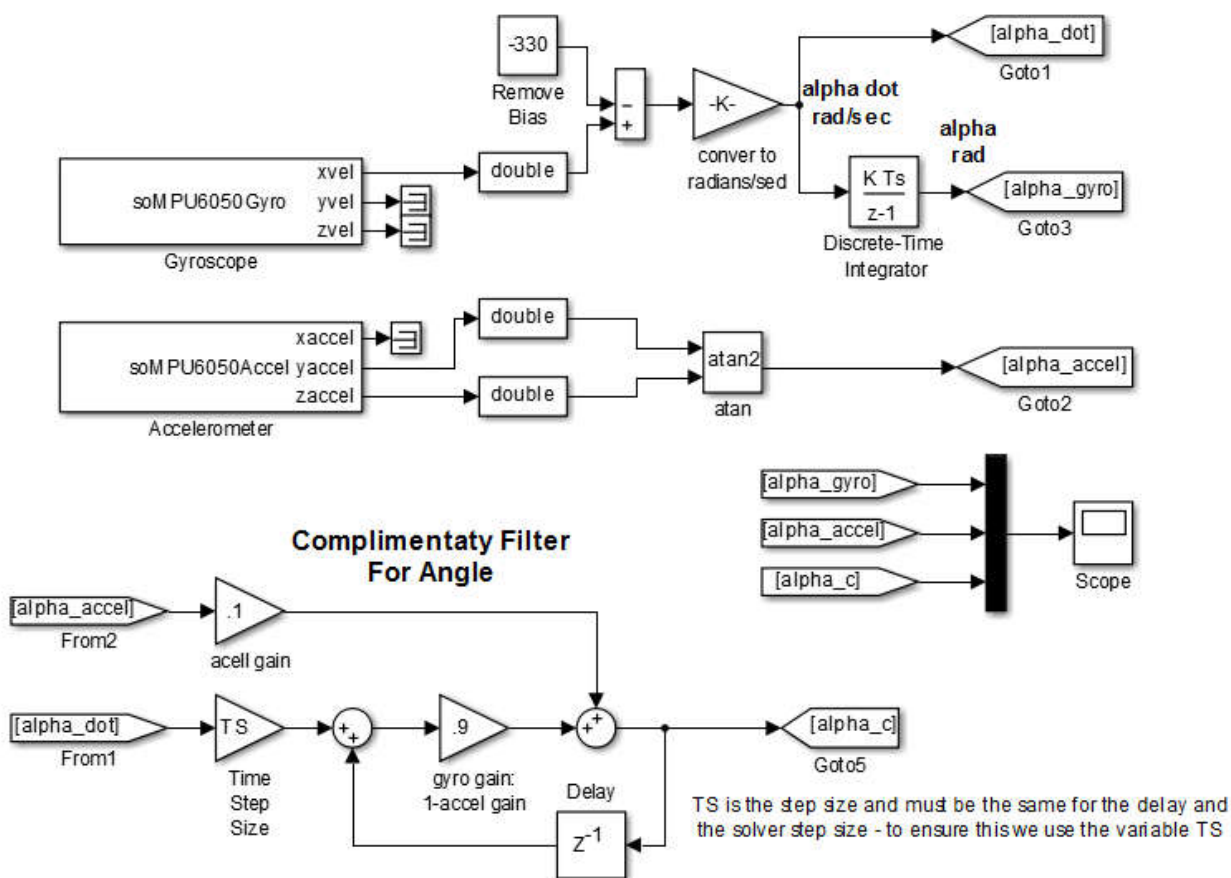 -330
Remove
Bias
−
+
-K-
conver to
radians/sed
alpha dot
rad/sec
[alpha_dot]
Goto1
alpha
rad
K Ts
z-1
Discrete-Time
Integrator
[alpha_gyro]
Goto3
soMPU6050Gyro
xvel
yvel
zvel
Gyroscope
double
soMPU6050Accel
xaccel
yaccel
zaccel
Accelerometer
double
double
atan2
atan
[alpha_accel]
Goto2
[alpha_gyro]
[alpha_accel]
[alpha_c]
Scope
Complimentaty Filter
For Angle
[alpha_accel]
From2
.1
acell gain
[alpha_dot]
From1
TS
Time
Step
Size
+
+
.9
gyro gain:
1-accel gain
+
+
Delay
z-1
[alpha_c]
Goto5
TS is the step size and must be the same for the delay and
the solver step size - to ensure this we use the variable TS